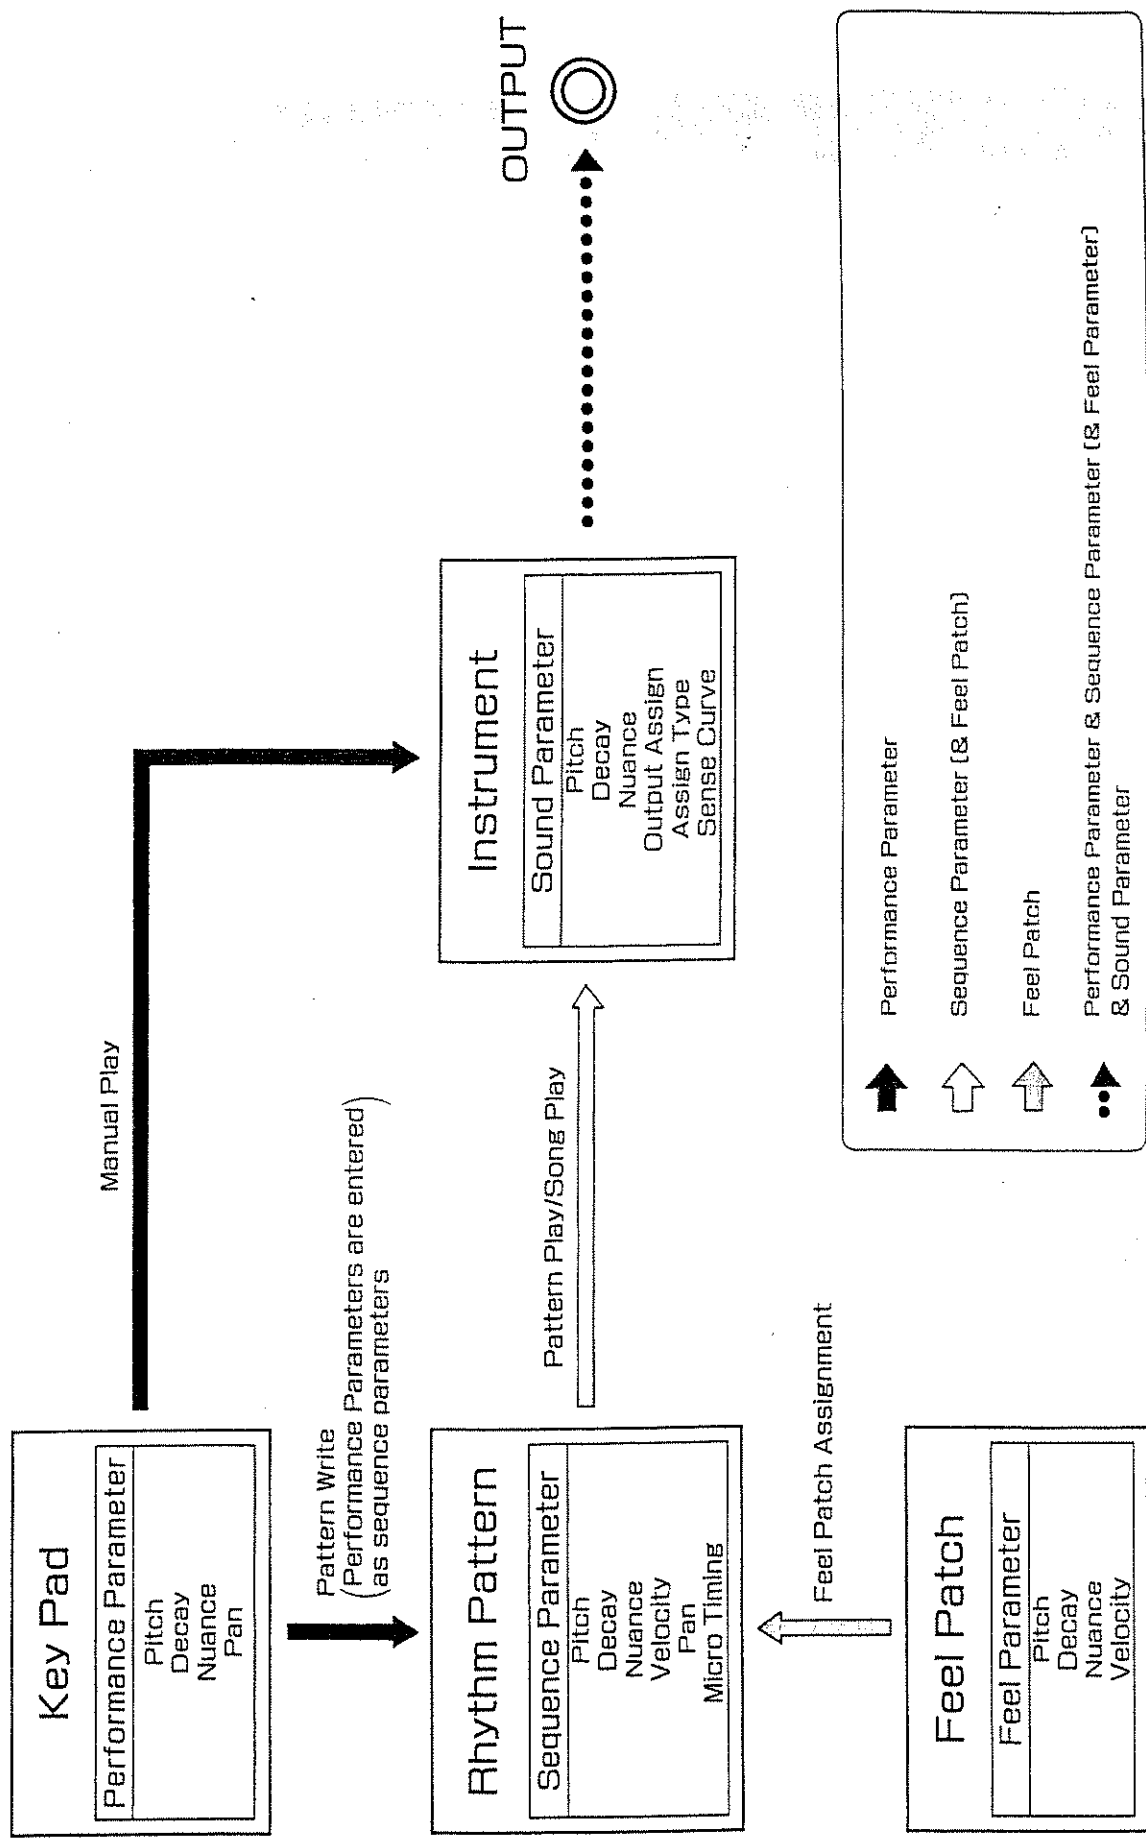 Key Pad
Performance Parameter
Pitch
Decay
Nuance
Pan
Manual Play
Pattern Write
(Performance Parameters are entered
as sequence parameters)
Rhythm Pattern
Sequence Parameter
Pitch
Decay
Nuance
Velocity
Pan
Micro Timing
Pattern Play/Song Play
Instrument
Sound Parameter
Pitch
Decay
Nuance
Output Assign
Assign Type
Sense Curve
OUTPUT
Feel Patch Assignment
Feel Patch
Feel Parameter
Pitch
Decay
Nuance
Velocity
Performance Parameter
Sequence Parameter (& Feel Patch)
Feel Patch
Performance Parameter & Sequence Parameter (& Feel Parameter)
& Sound Parameter